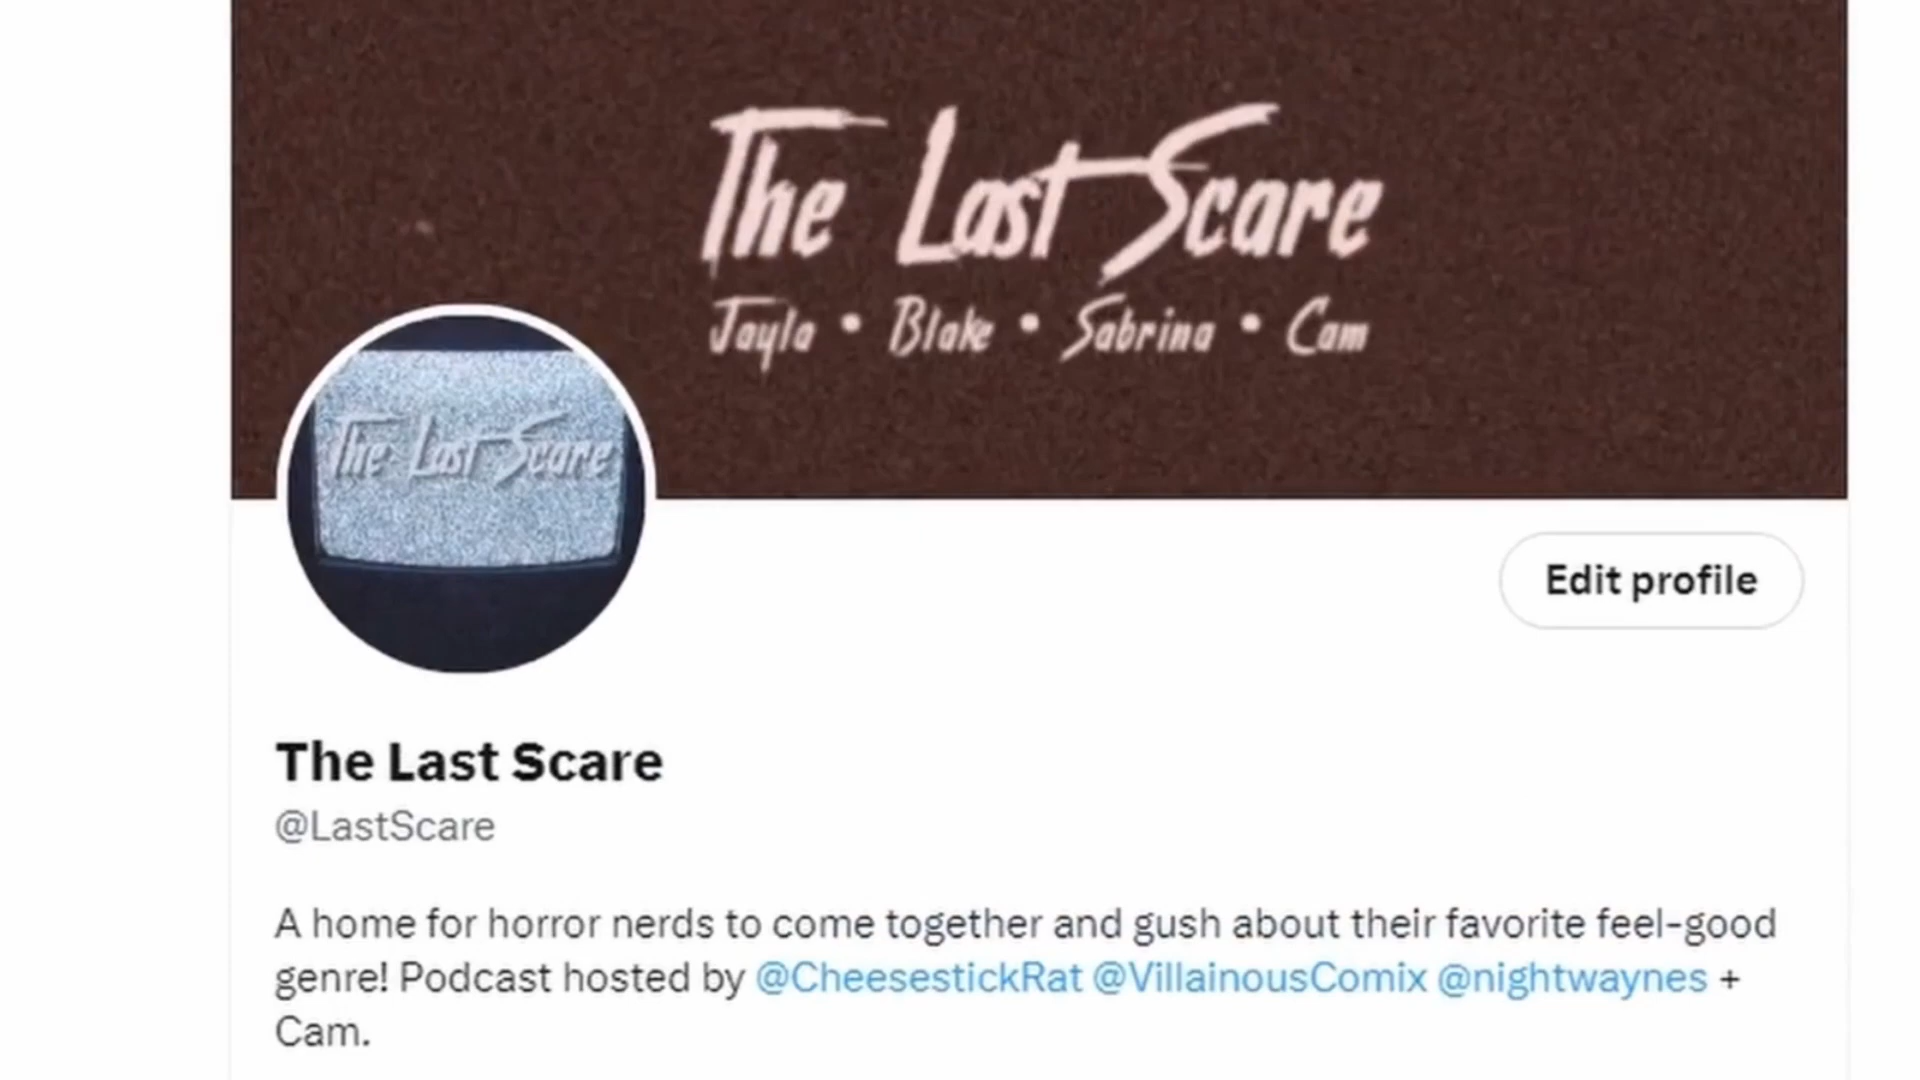 The Last Scare
Jayla • Blake • Sabrina • Cam
The Last Scare
Edit profile
The Last Scare
@LastScare
A home for horror nerds to come together and gush about their favorite feel-good
genre! Podcast hosted by @CheesestickRat @VillainousComix @nightwaynes +
Cam.